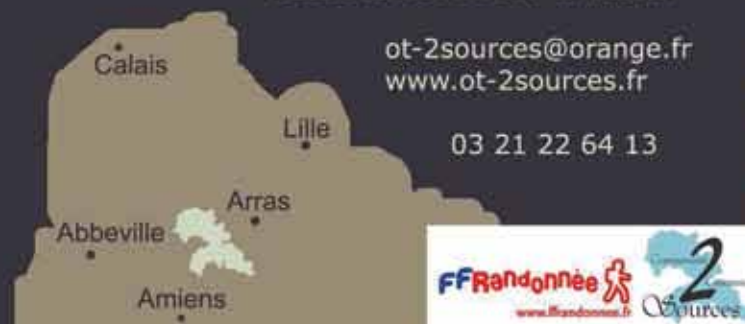 ot-2sources@orange.fr
www.ot-2sources.fr
03 21 22 64 13
Calais
Lille
Arras
Abbeville
Amiens
FFRandonnée
www.ffrandonnee.fr
2
Sources